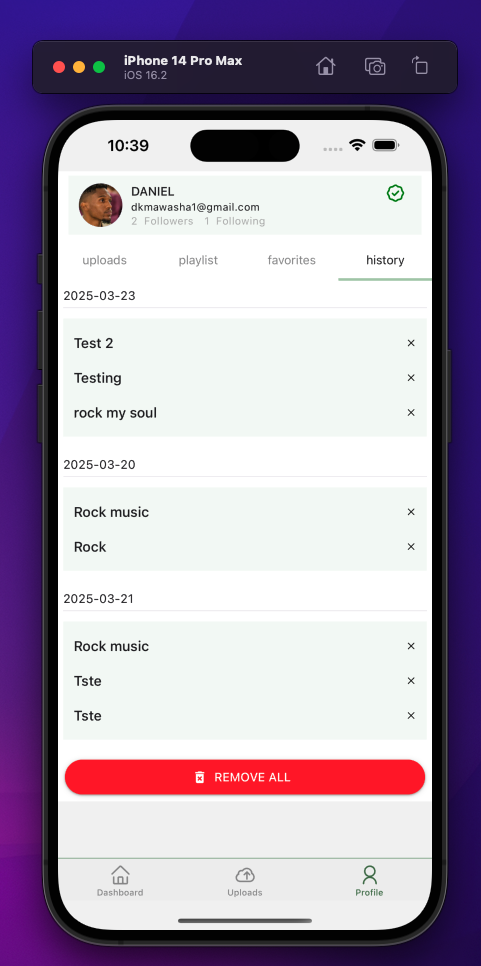 iPhone 14 Pro Max
iOS 16.2
10:39
DANIEL
dkmawasha1@gmail.com
2 Followers 1 Following
uploads playlist favorites history
2025-03-23
Test 2 ×
Testing ×
rock my soul ×
2025-03-20
Rock music ×
Rock ×
2025-03-21
Rock music ×
Tste ×
Tste ×
REMOVE ALL
Dashboard Uploads Profile